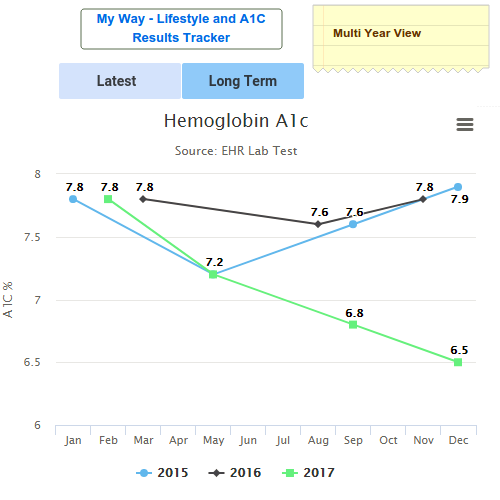 My Way - Lifestyle and A1C
Results Tracker
Multi Year View
Latest
Long Term
Hemoglobin A1c
Source: EHR Lab Test
A1C %
8
7.5
7
6.5
6
7.8
7.8
7.8
7.2
7.6
7.6
6.8
7.8
7.9
6.5
Jan Feb Mar Apr May Jun Jul Aug Sep Oct Nov Dec
2015 2016 2017